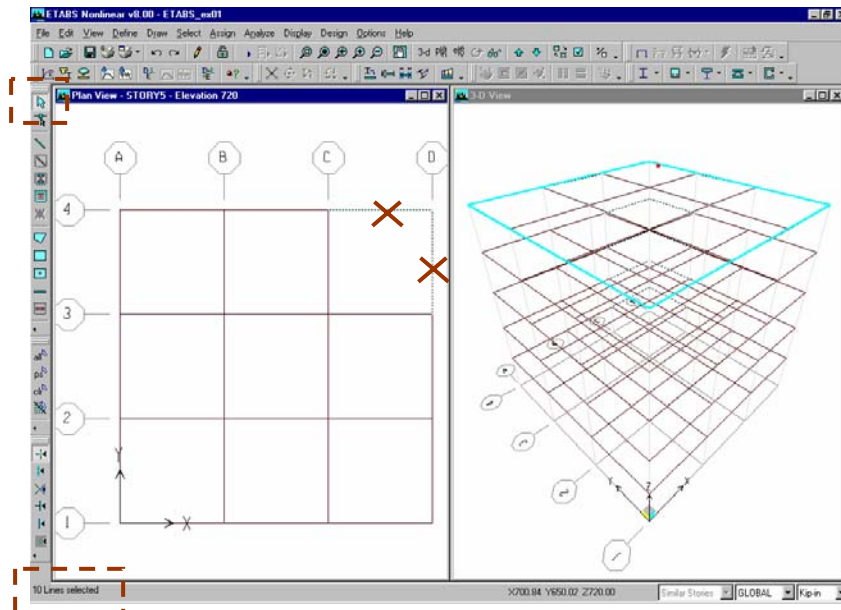 ETABS Nonlinear v8.00 - ETABS_ex01
File Edit View Define Draw Select Assign Analyze Display Design Options Help
3-d
Plan View - STORY5 - Elevation 720
3-D View
A B C D
4
3
2
1
Y
X
Y Z X
all
10 Lines selected
X700.84 Y650.02 Z720.00
Similar Stories
GLOBAL
Kip-in